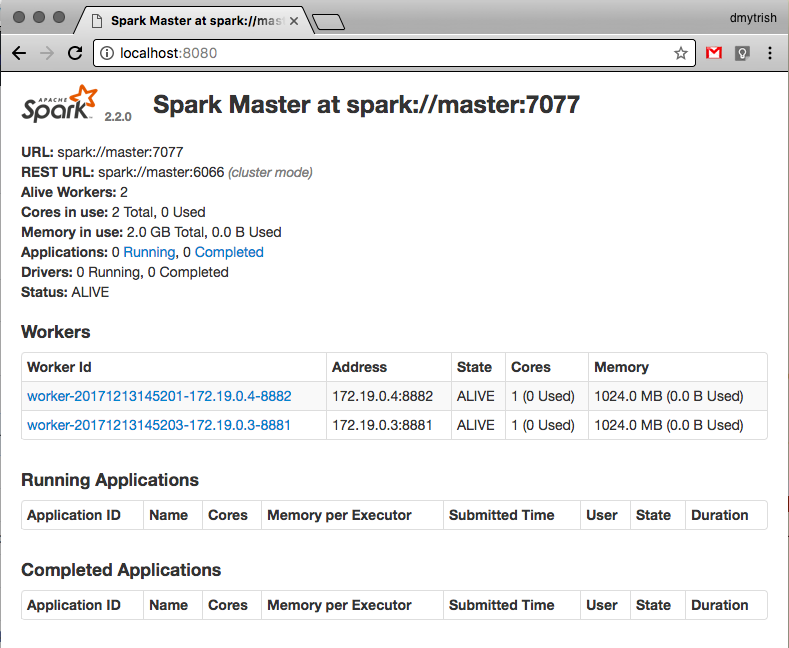 Spark Master at spark://mas
dmytrish
localhost:8080
APACHE
Spark 2.2.0 Spark Master at spark://master:7077
URL: spark://master:7077
REST URL: spark://master:6066 (cluster mode)
Alive Workers: 2
Cores in use: 2 Total, 0 Used
Memory in use: 2.0 GB Total, 0.0 B Used
Applications: 0 Running, 0 Completed
Drivers: 0 Running, 0 Completed
Status: ALIVE
Workers
Worker Id Address State Cores Memory
worker-20171213145201-172.19.0.4-8882 172.19.0.4:8882 ALIVE 1 (0 Used) 1024.0 MB (0.0 B Used)
worker-20171213145203-172.19.0.3-8881 172.19.0.3:8881 ALIVE 1 (0 Used) 1024.0 MB (0.0 B Used)
Running Applications
Application ID Name Cores Memory per Executor Submitted Time User State Duration
Completed Applications
Application ID Name Cores Memory per Executor Submitted Time User State Duration